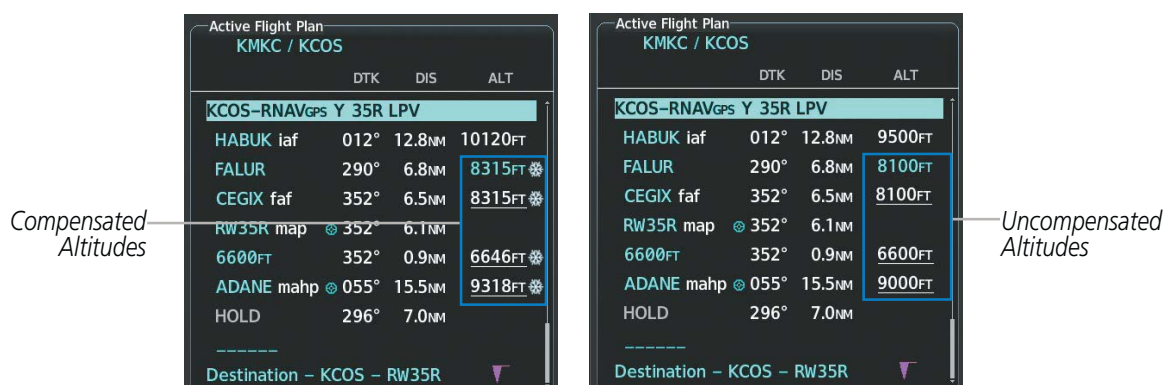 Active Flight Plan
KMKC / KCOS
DTK DIS ALT
KCOS–RNAVGPS Y 35R LPV
HABUK iaf 012° 12.8NM 10120FT
FALUR 290° 6.8NM 8315FT
CEGIX faf 352° 6.5NM 8315FT
RW35R map 352° 6.1NM
6600FT 352° 0.9NM 6646FT
ADANE mahp 055° 15.5NM 9318FT
HOLD 296° 7.0NM
______
Destination – KCOS – RW35R
Compensated
Altitudes
Active Flight Plan
KMKC / KCOS
DTK DIS ALT
KCOS–RNAVGPS Y 35R LPV
HABUK iaf 012° 12.8NM 9500FT
FALUR 290° 6.8NM 8100FT
CEGIX faf 352° 6.5NM 8100FT
RW35R map 352° 6.1NM
6600FT 352° 0.9NM 6600FT
ADANE mahp 055° 15.5NM 9000FT
HOLD 296° 7.0NM
______
Destination – KCOS – RW35R
Uncompensated
Altitudes